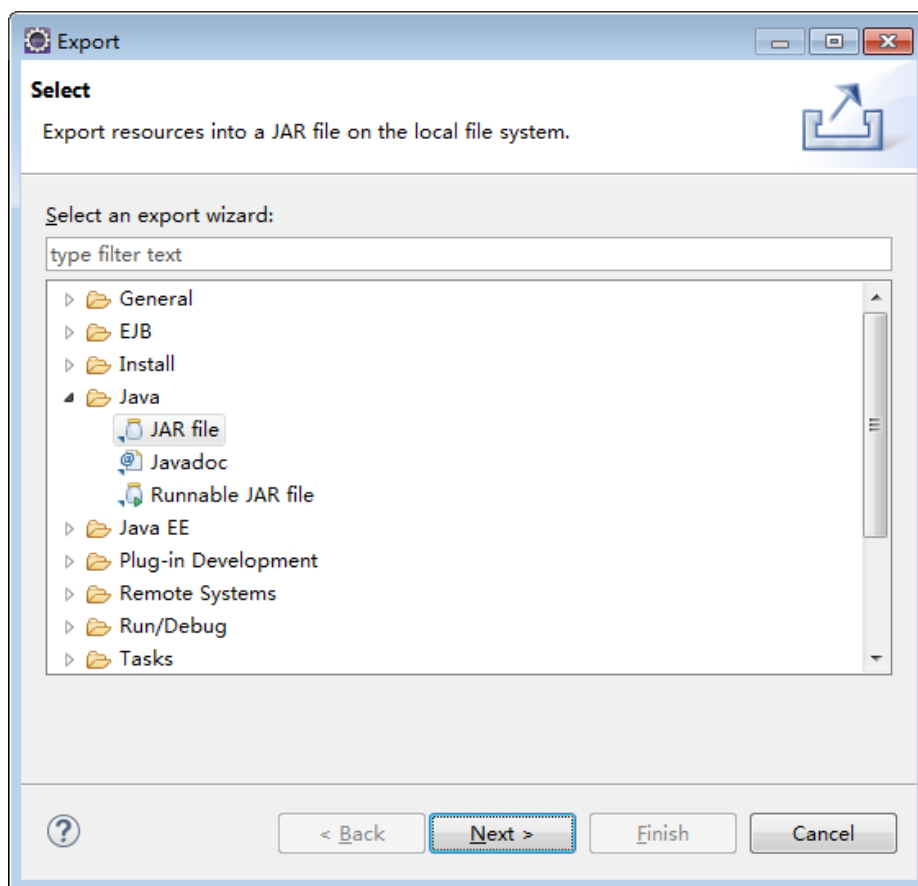 Export
Select
Export resources into a JAR file on the local file system.
Select an export wizard:
type filter text
General
EJB
Install
Java
JAR file
Javadoc
Runnable JAR file
Java EE
Plug-in Development
Remote Systems
Run/Debug
Tasks
? < Back Next > Finish Cancel